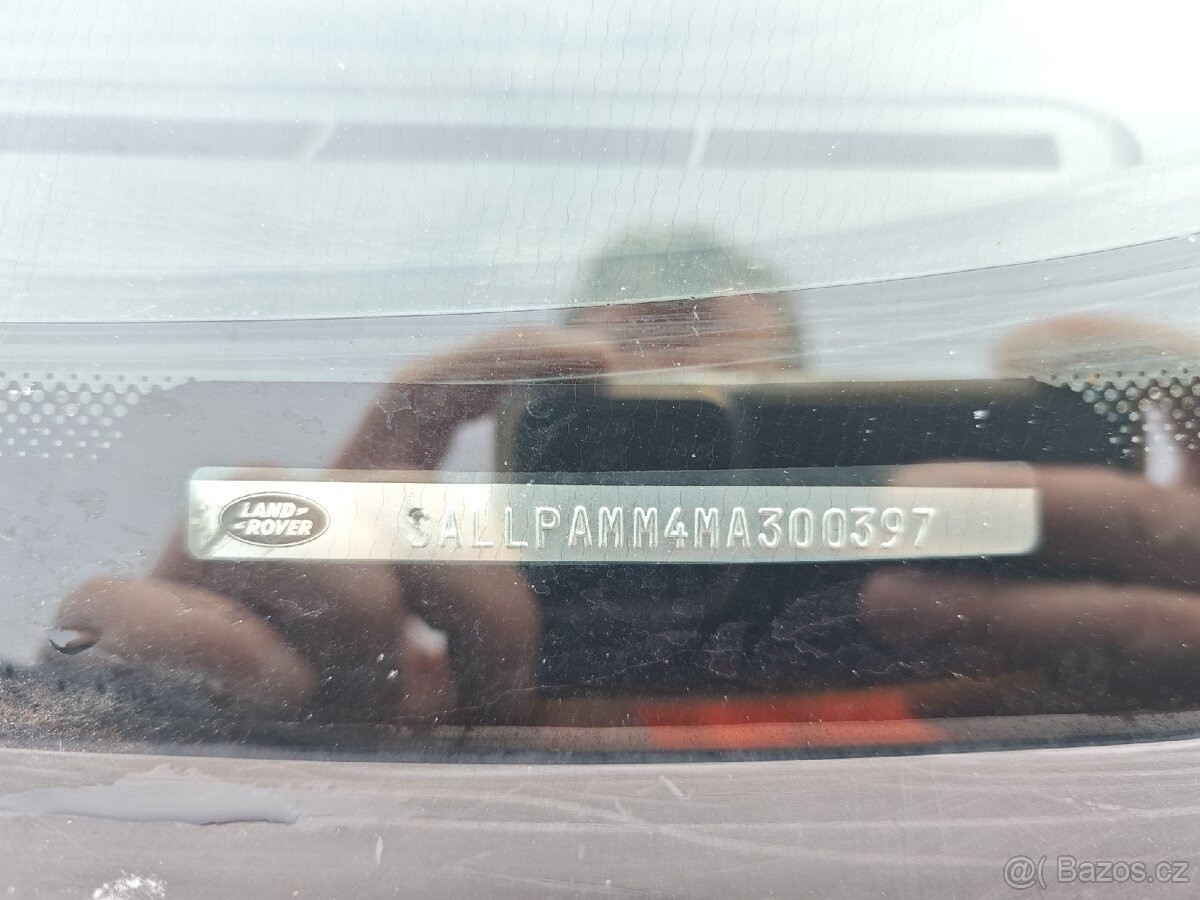 LAND-
-ROVER
SALLPAMM4MA300397
@( Bazos.cz